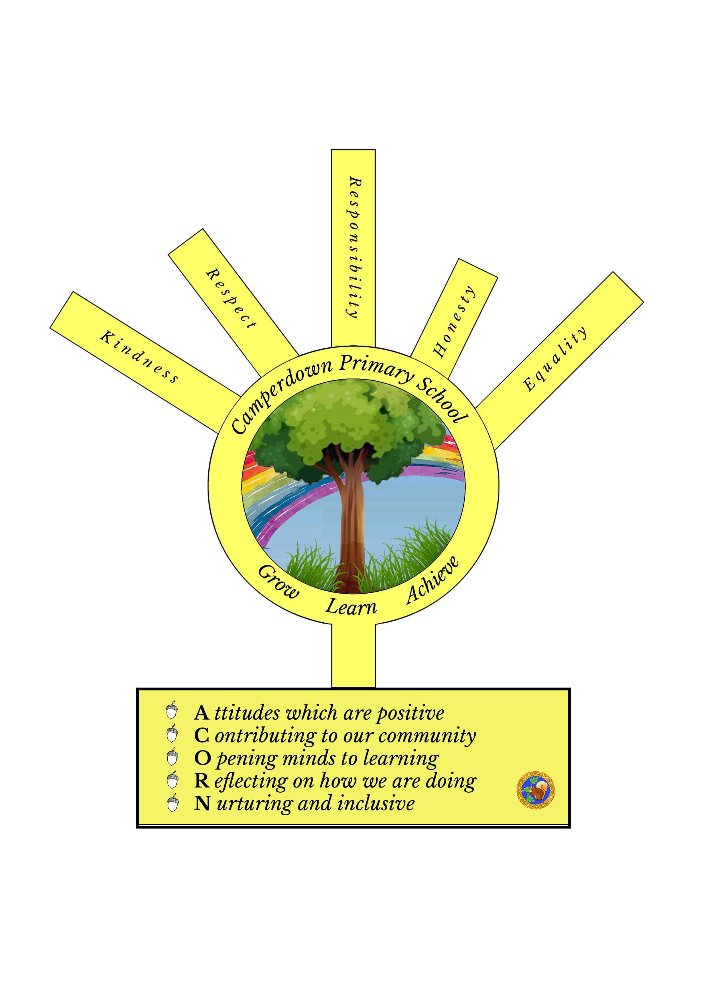 Responsibility
Respect
Honesty
Kindness
Equality
Camperdown Primary School
Grow Learn Achieve
A ttitudes which are positive
C ontributing to our community
O pening minds to learning
R eflecting on how we are doing
N urturing and inclusive